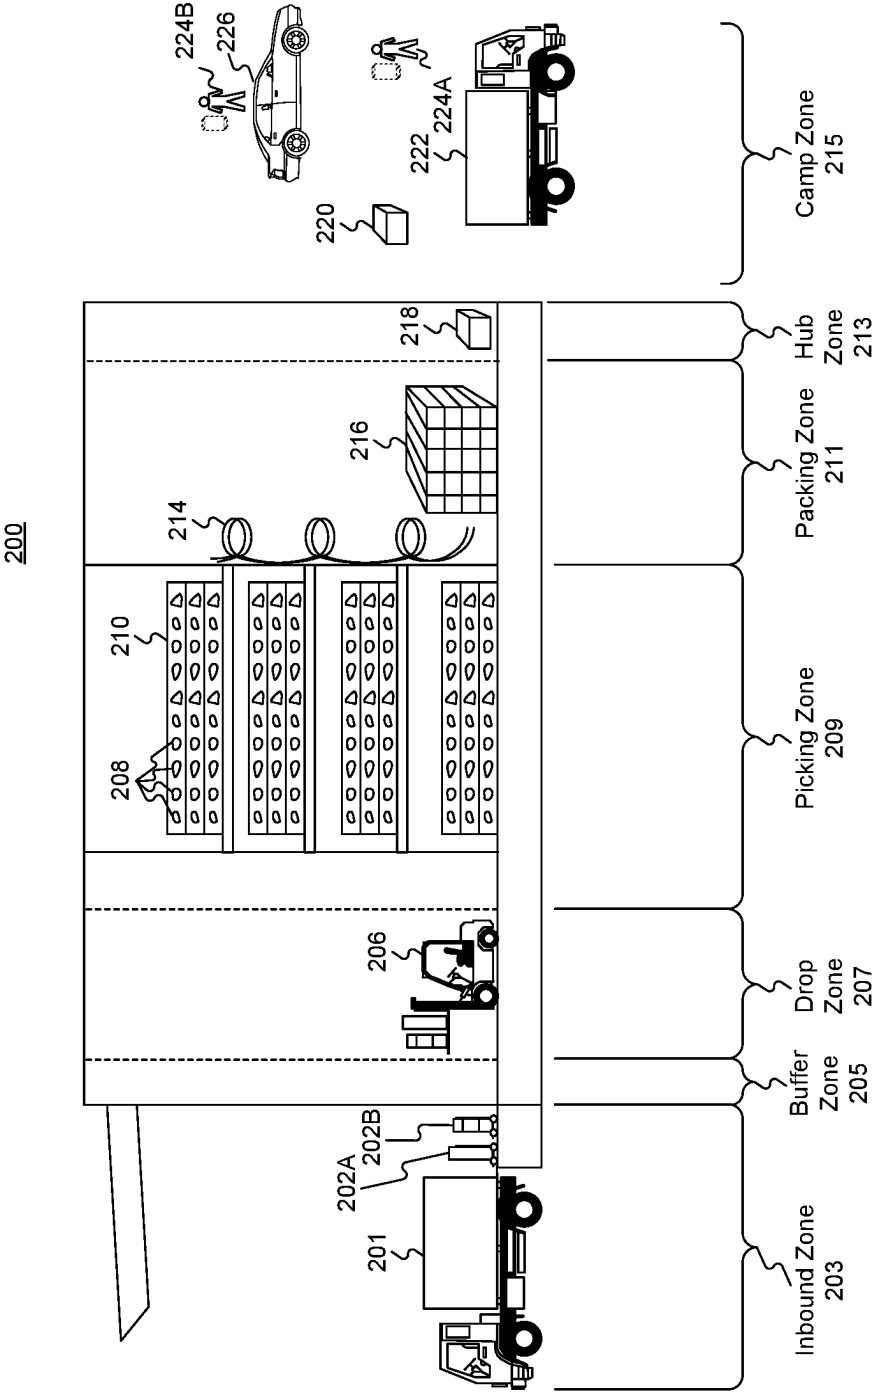 200
201
202A
202B
206
208
210
214
216
218
220
222
224A
224B
226
Inbound Zone
203
Buffer
Zone
205
Drop
Zone
207
Picking Zone
209
Packing Zone
211
Hub
Zone
213
Camp Zone
215